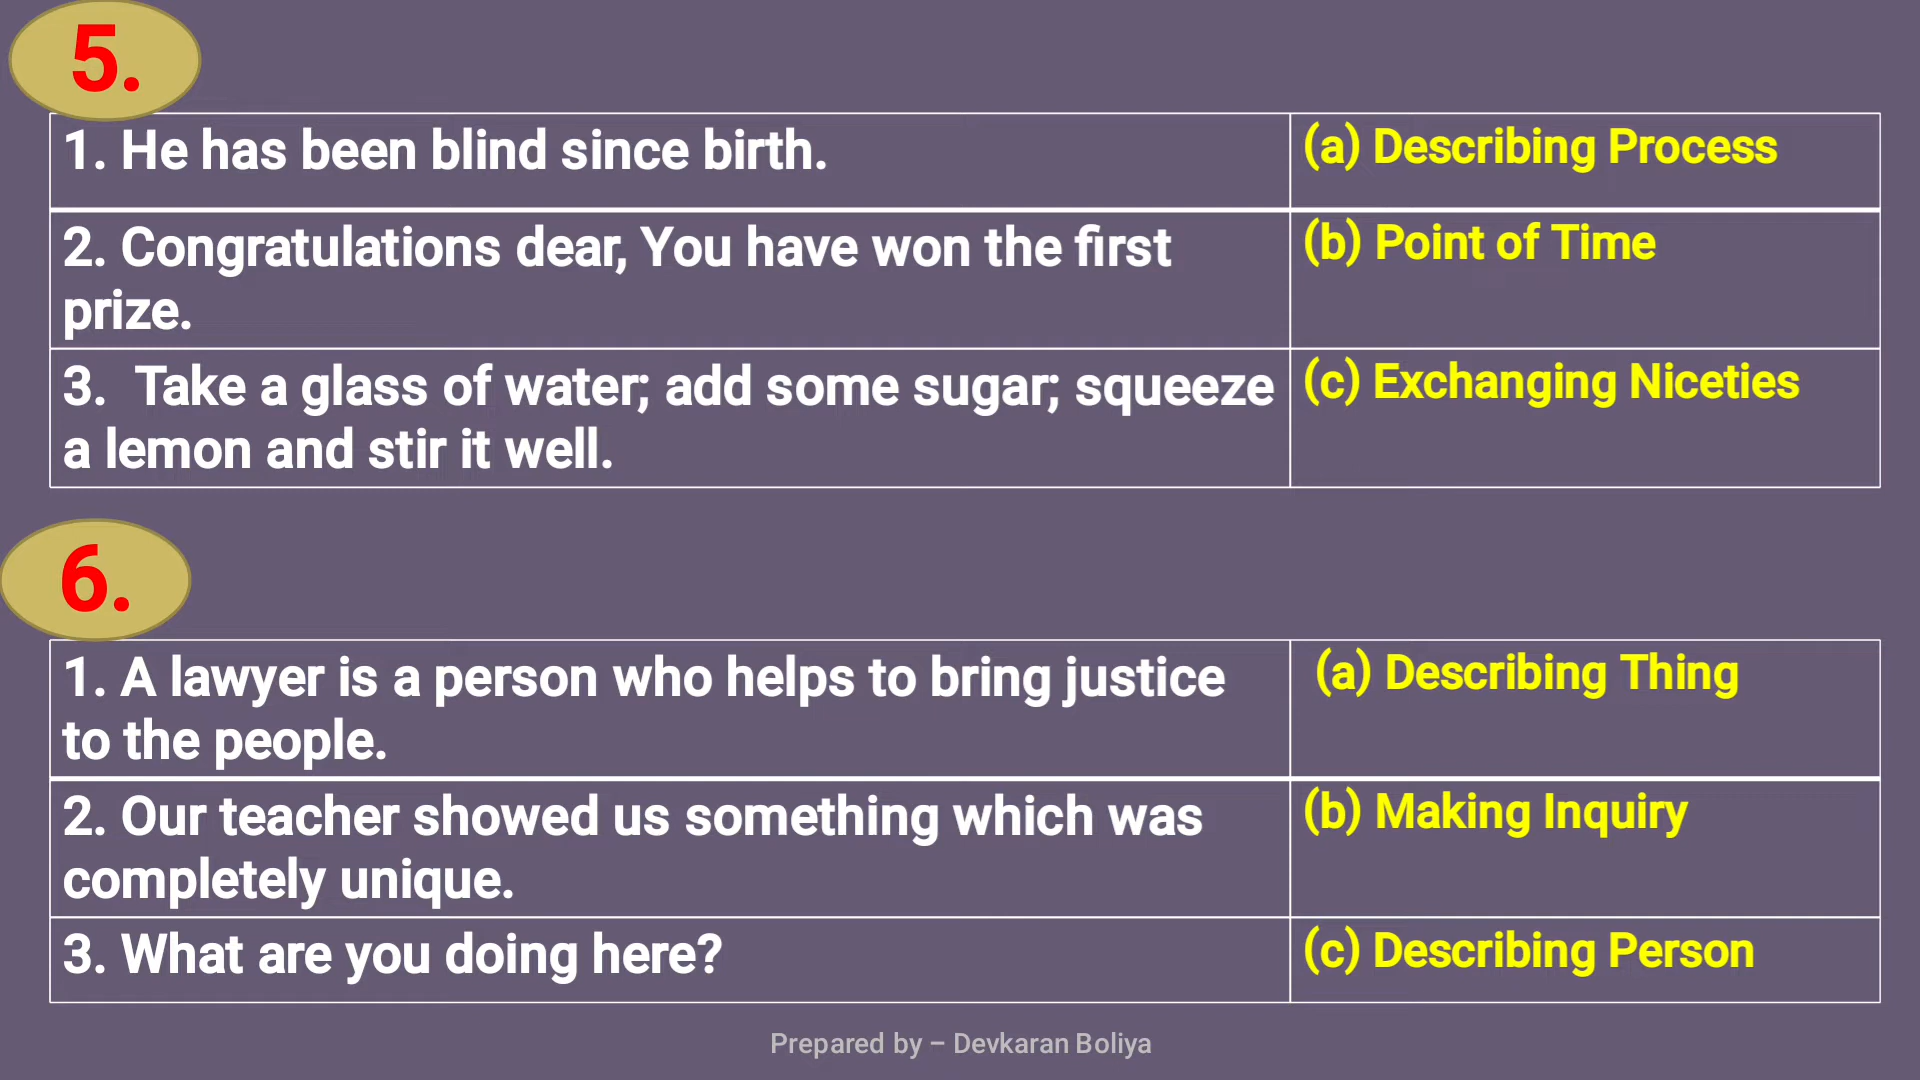 5.
1. He has been blind since birth.
(a) Describing Process
2. Congratulations dear, You have won the first
prize.
(b) Point of Time
3. Take a glass of water; add some sugar; squeeze
a lemon and stir it well.
(c) Exchanging Niceties
6.
1. A lawyer is a person who helps to bring justice
to the people.
(a) Describing Thing
2. Our teacher showed us something which was
completely unique.
(b) Making Inquiry
3. What are you doing here?
(c) Describing Person
Prepared by – Devkaran Boliya